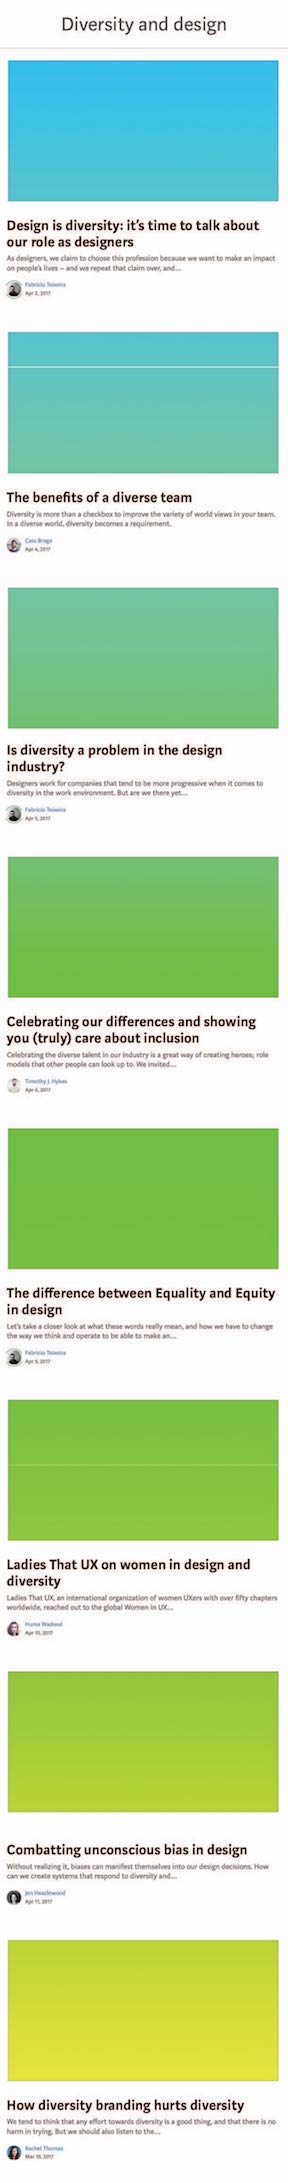 Diversity and design
Design is diversity: it's time to talk about
our role as designers
As designers, we claim to choose this profession because we want to make an impact
on people's lives – and we repeat that claim over, and...
Fabricio Teixeira
Apr 2, 2017
The benefits of a diverse team
Diversity is more than a checkbox to improve the variety of world views in your team.
In a diverse world, diversity becomes a requirement.
Caio Braga
Apr 4, 2017
Is diversity a problem in the design
industry?
Designers work for companies that tend to be more progressive when it comes to
diversity in the work environment. But are we there yet...
Fabricio Teixeira
Apr 5, 2017
Celebrating our differences and showing
you (truly) care about inclusion
Celebrating the diverse talent in our industry is a great way of creating heroes; role
models that other people can look up to. We invited...
Timothy J. Hykes
Apr 6, 2017
The difference between Equality and Equity
in design
Let's take a closer look at what these words really mean, and how we have to change
the way we think and operate to be able to make an...
Fabricio Teixeira
Apr 9, 2017
Ladies That UX on women in design and
diversity
Ladies That UX, an international organization of women UXers with over fifty chapters
worldwide, reached out to the global Women in UX...
Huma Wadood
Apr 10, 2017
Combatting unconscious bias in design
Without realizing it, biases can manifest themselves into our design decisions. How
can we create systems that respond to diversity and...
Jen Heazlewood
Apr 11, 2017
How diversity branding hurts diversity
We tend to think that any effort towards diversity is a good thing, and that there is no
harm in trying. But we should also listen to the...
Rachel Thomas
Mar 19, 2017